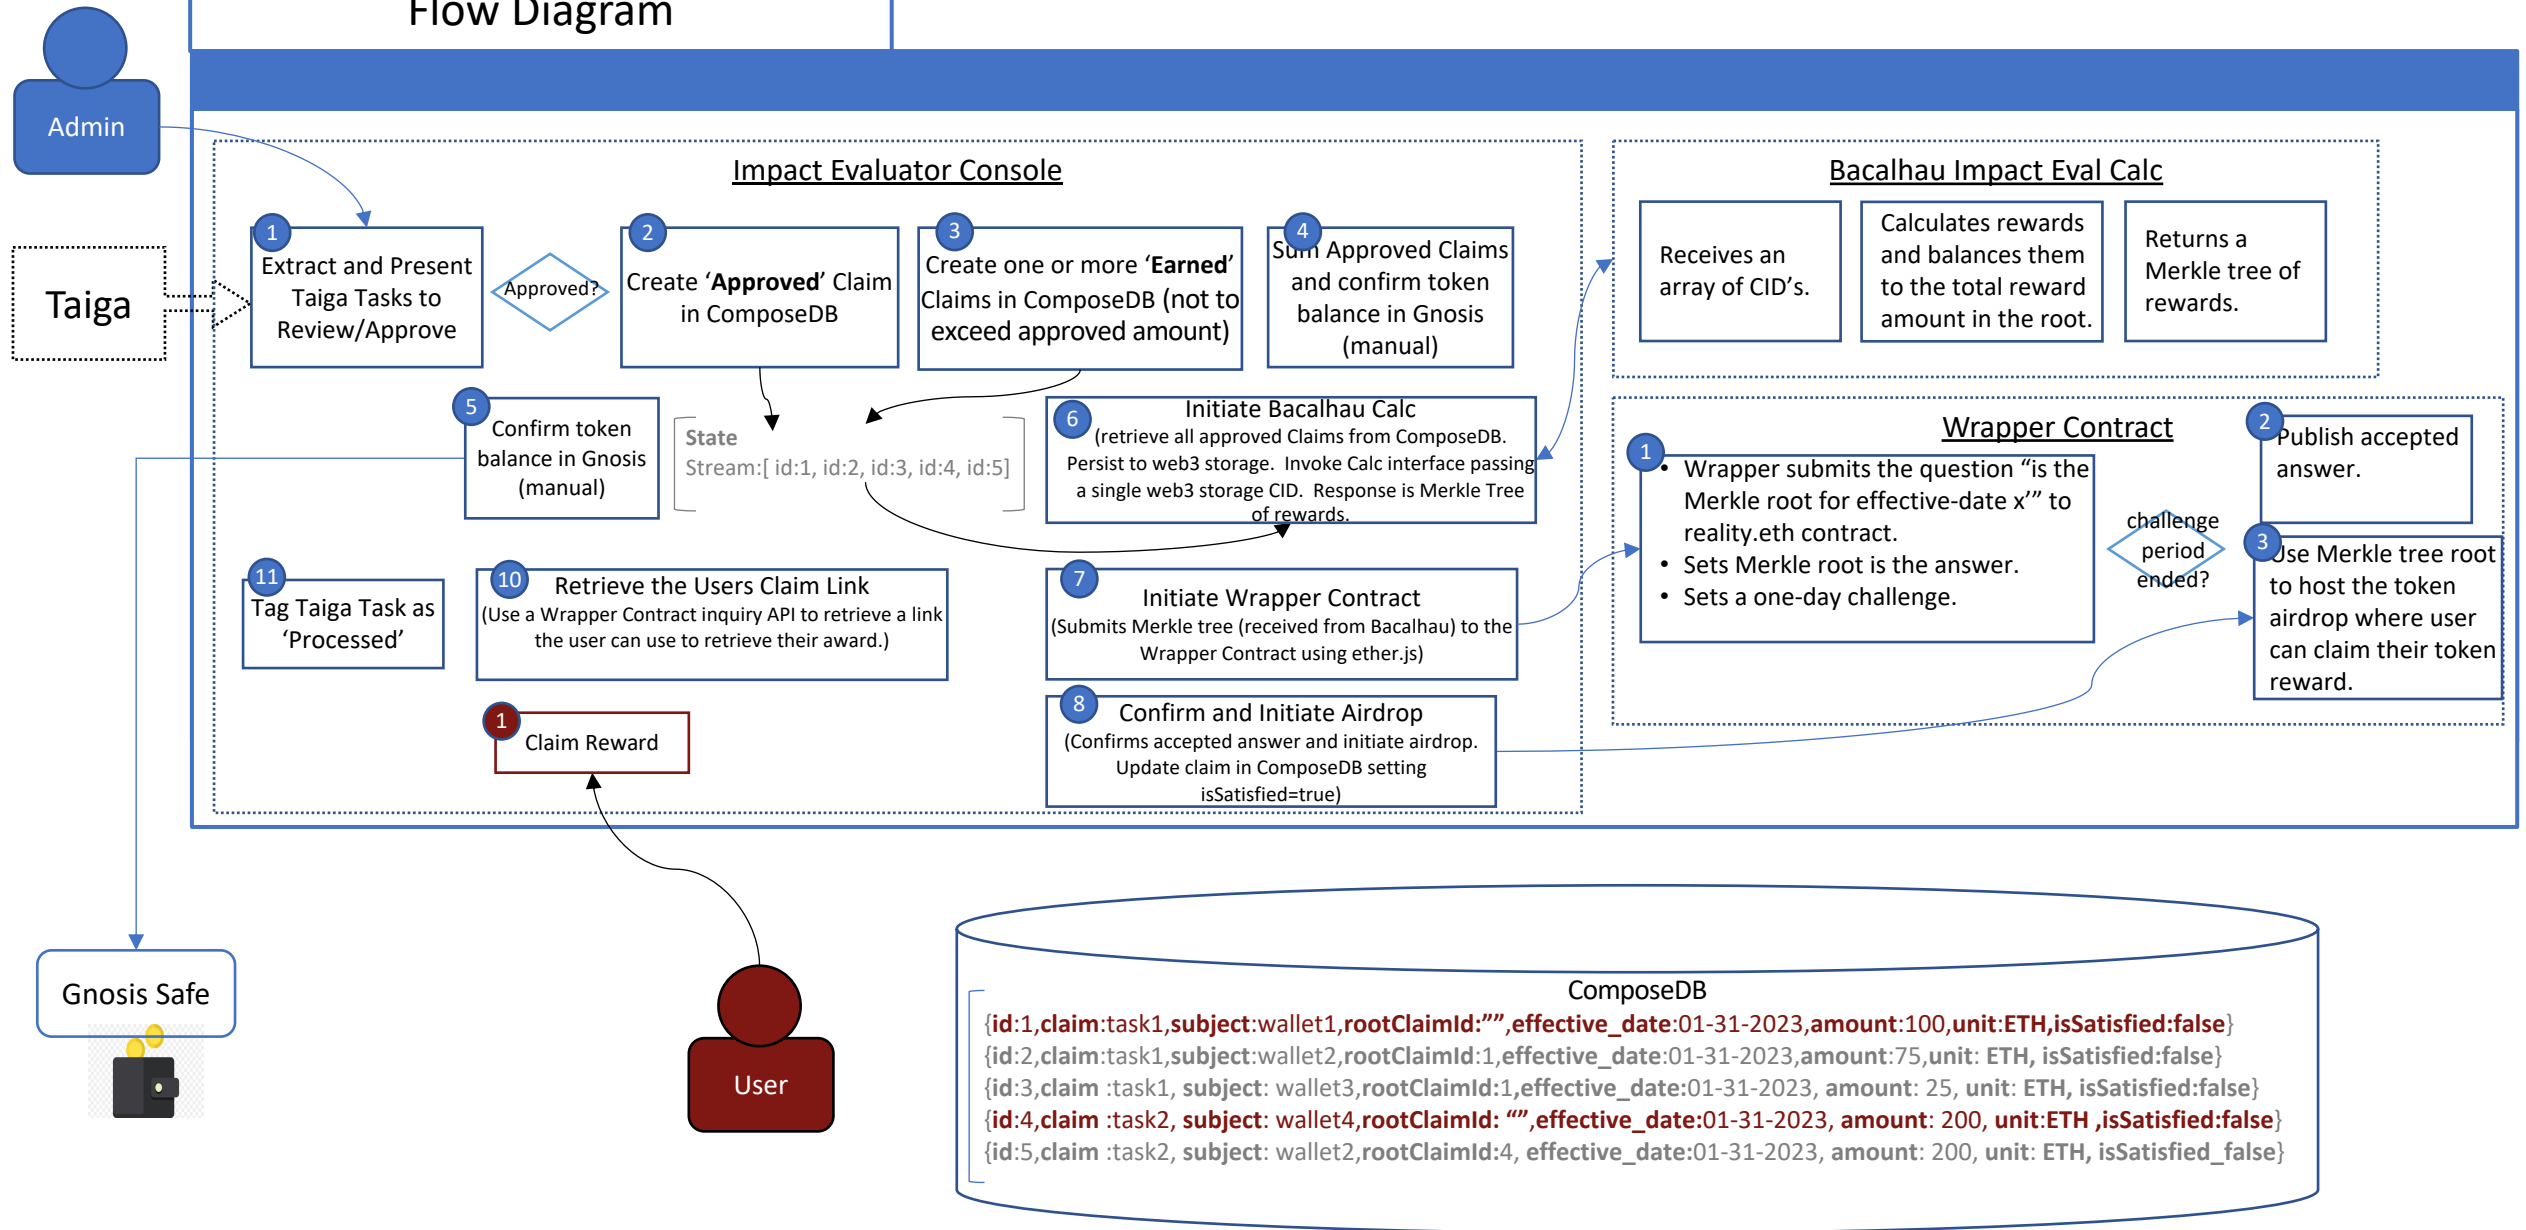 Flow Diagram
Admin
Taiga
Impact Evaluator Console
1
Extract and Present
Taiga Tasks to
Review/Approve
Approved?
2
Create ‘Approved’ Claim
in ComposeDB
3
Create one or more ‘Earned’
Claims in ComposeDB (not to
exceed approved amount)
4
Sum Approved Claims
and confirm token
balance in Gnosis
(manual)
5
Confirm token
balance in Gnosis
(manual)
State
Stream:[ id:1, id:2, id:3, id:4, id:5]
6
Initiate Bacalhau Calc
(retrieve all approved Claims from ComposeDB.
Persist to web3 storage.  Invoke Calc interface passing
a single web3 storage CID.  Response is Merkle Tree
of rewards.
11
Tag Taiga Task as
‘Processed’
10
Retrieve the Users Claim Link
(Use a Wrapper Contract inquiry API to retrieve a link
the user can use to retrieve their award.)
7
Initiate Wrapper Contract
(Submits Merkle tree (received from Bacalhau) to the
Wrapper Contract using ether.js)
1
Claim Reward
8
Confirm and Initiate Airdrop
(Confirms accepted answer and initiate airdrop.
Update claim in ComposeDB setting
isSatisfied=true)
Bacalhau Impact Eval Calc
Receives an
array of CID’s.
Calculates rewards
and balances them
to the total reward
amount in the root.
Returns a
Merkle tree of
rewards.
Wrapper Contract
1
• Wrapper submits the question “is the
Merkle root for effective-date x’” to
reality.eth contract.
• Sets Merkle root is the answer.
• Sets a one-day challenge.
challenge
period
ended?
2
Publish accepted
answer.
3
Use Merkle tree root
to host the token
airdrop where user
can claim their token
reward.
Gnosis Safe
User
ComposeDB
{id:1,claim:task1,subject:wallet1,rootClaimId:””,effective_date:01-31-2023,amount:100,unit:ETH,isSatisfied:false}
{id:2,claim:task1,subject:wallet2,rootClaimId:1,effective_date:01-31-2023,amount:75,unit: ETH, isSatisfied:false}
{id:3,claim :task1, subject: wallet3,rootClaimId:1,effective_date:01-31-2023, amount: 25, unit: ETH, isSatisfied:false}
{id:4,claim :task2, subject: wallet4,rootClaimId: “”,effective_date:01-31-2023, amount: 200, unit:ETH ,isSatisfied:false}
{id:5,claim :task2, subject: wallet2,rootClaimId:4, effective_date:01-31-2023, amount: 200, unit: ETH, isSatisfied_false}